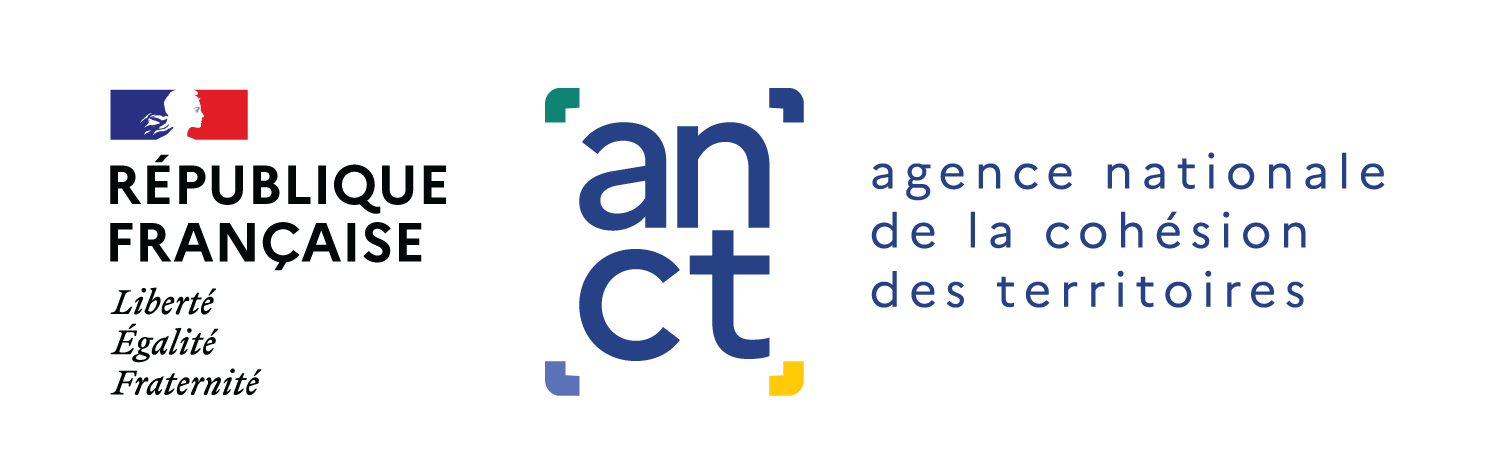 RÉPUBLIQUE
FRANÇAISE
Liberté
Égalité
Fraternité
an
ct
agence nationale
de la cohésion
des territoires